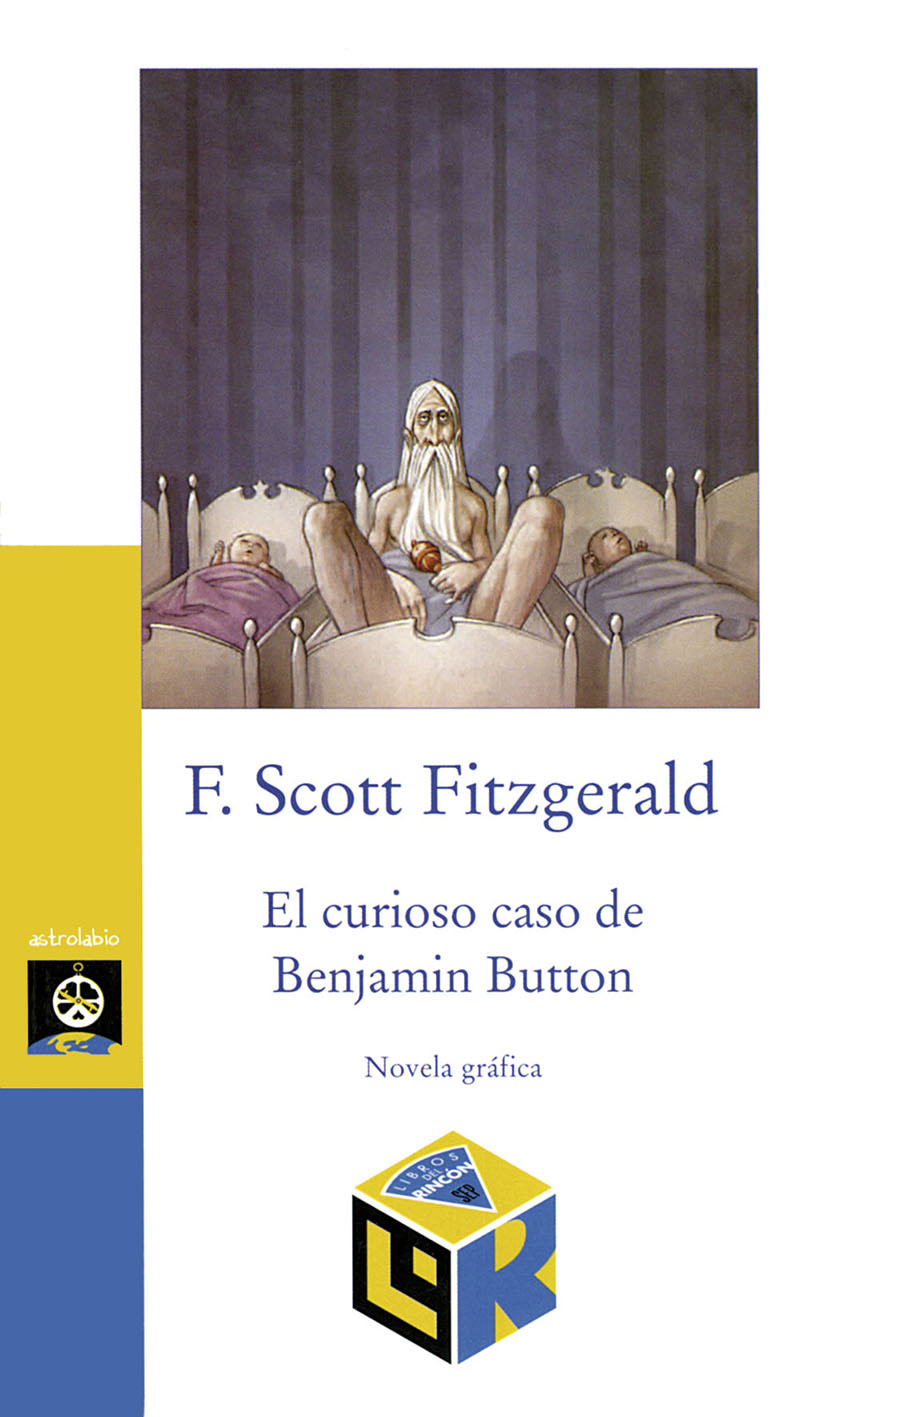 F. Scott Fitzgerald
El curioso caso de
Benjamin Button
astrolabio
Novela gráfica
LIBROS
DEL
RINCÓN
SEP
L R